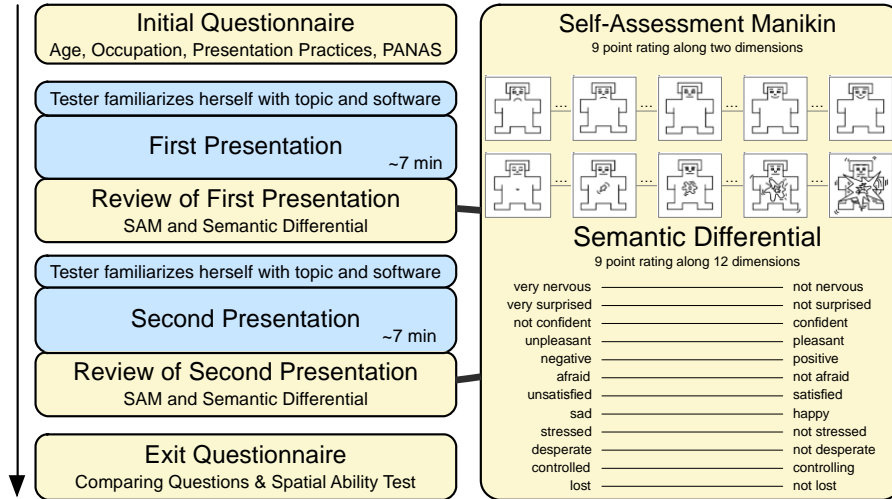 Initial Questionnaire
Age, Occupation, Presentation Practices, PANAS
Tester familiarizes herself with topic and software
First Presentation
~7 min
Review of First Presentation
SAM and Semantic Differential
Tester familiarizes herself with topic and software
Second Presentation
~7 min
Review of Second Presentation
SAM and Semantic Differential
Exit Questionnaire
Comparing Questions & Spatial Ability Test
Self-Assessment Manikin
9 point rating along two dimensions
... ... ... ...
... ... ... ...
Semantic Differential
9 point rating along 12 dimensions
very nervous not nervous
very surprised not surprised
not confident confident
unpleasant pleasant
negative positive
afraid not afraid
unsatisfied satisfied
sad happy
stressed not stressed
desperate not desperate
controlled controlling
lost not lost